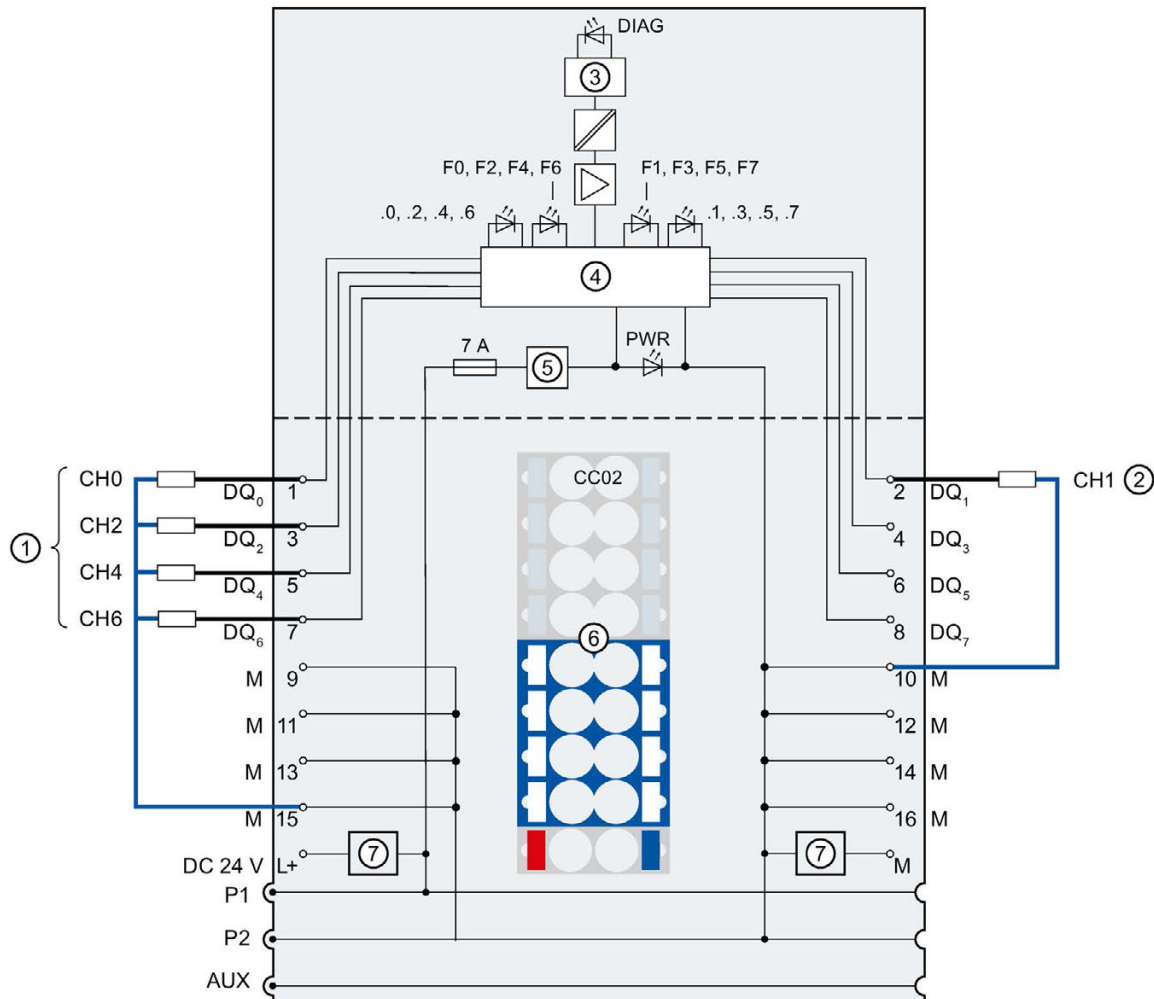 DIAG
③
F0, F2, F4, F6 F1, F3, F5, F7
.0, .2, .4, .6 .1, .3, .5, .7
④
7 A PWR
⑤
CH0 CC02 CH1 ②
DQ0 1 2 DQ1
CH2
DQ2 3 4 DQ3
①
CH4
DQ4 5 6 DQ5
CH6
DQ6 7 8 DQ7
⑥
M 9 10 M
M 11 12 M
M 13 14 M
M 15 16 M
⑦ ⑦
DC 24 V L+ M
P1
P2
AUX